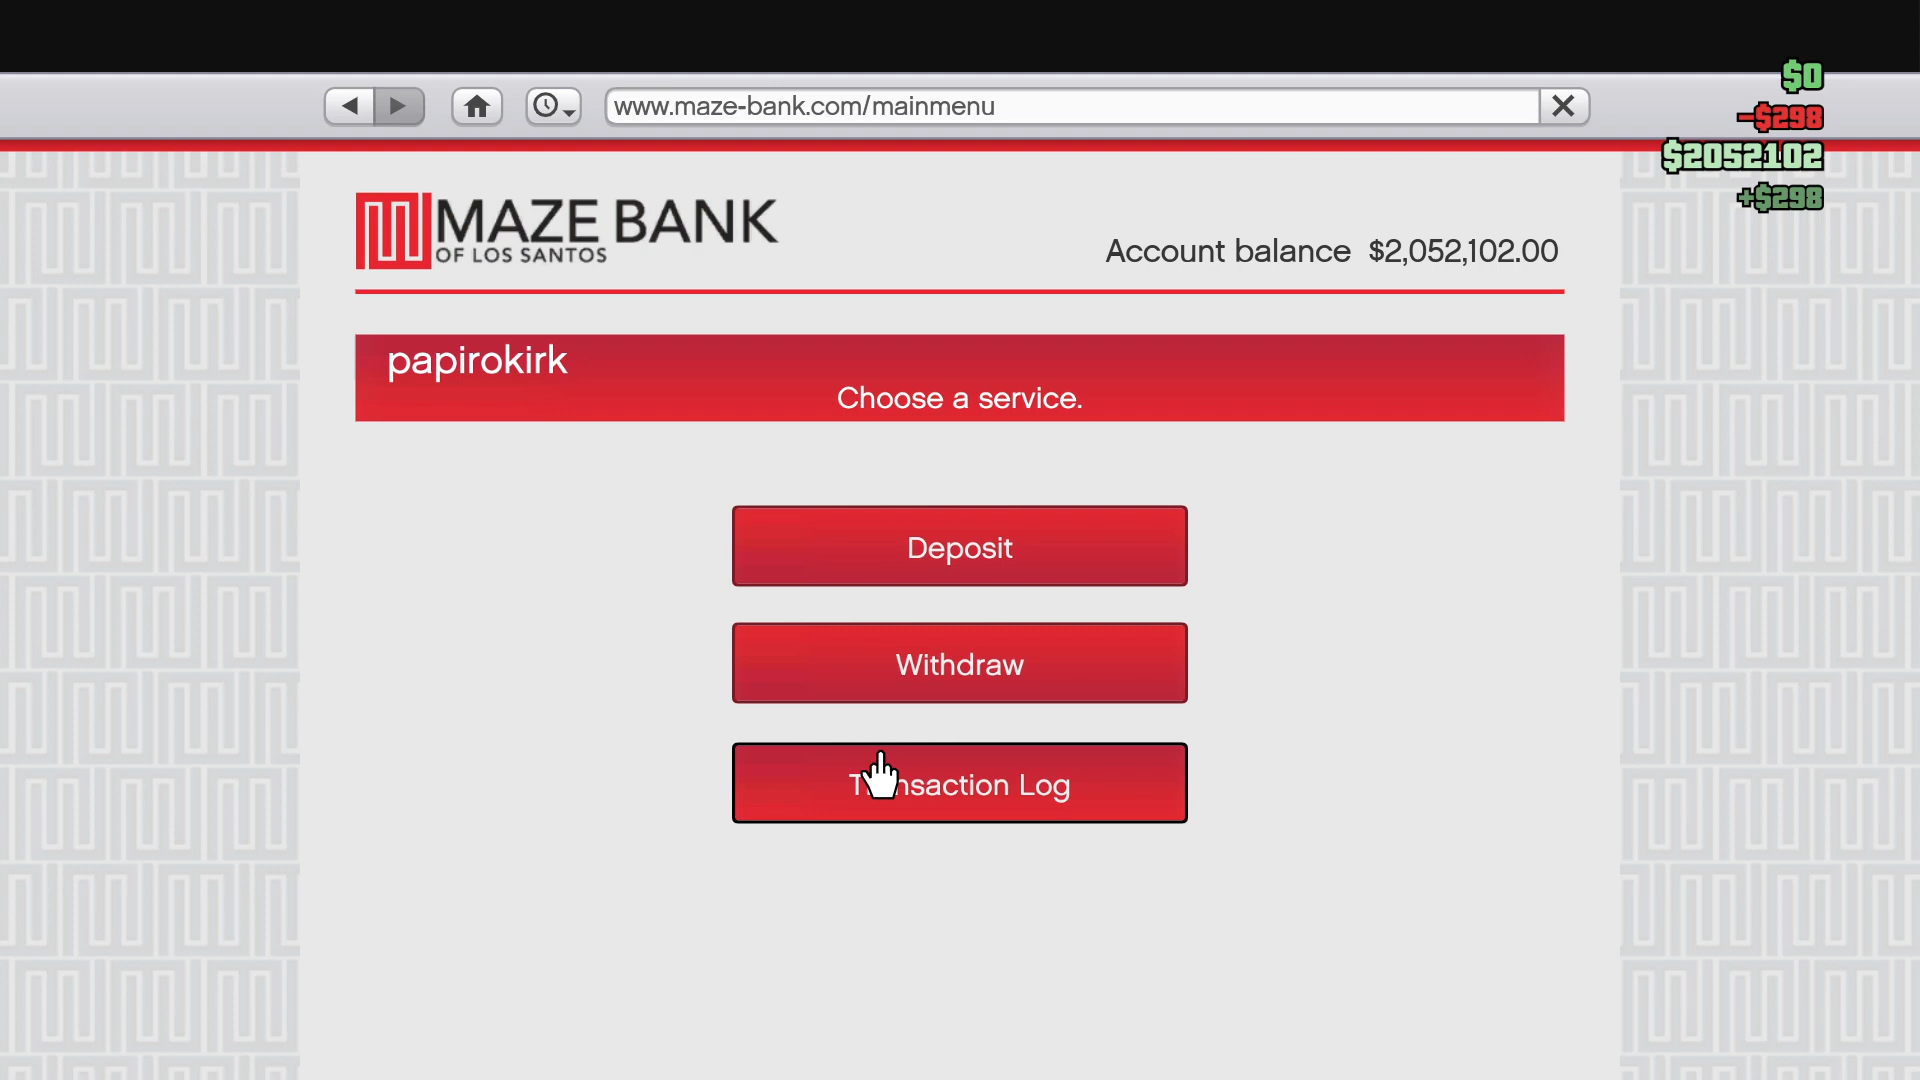 www.maze-bank.com/mainmenu
$0
-$298
$2052102
+$298
MAZE BANK
OF LOS SANTOS
Account balance $2,052,102.00
papirokirk
Choose a service.
Deposit
Withdraw
Transaction Log